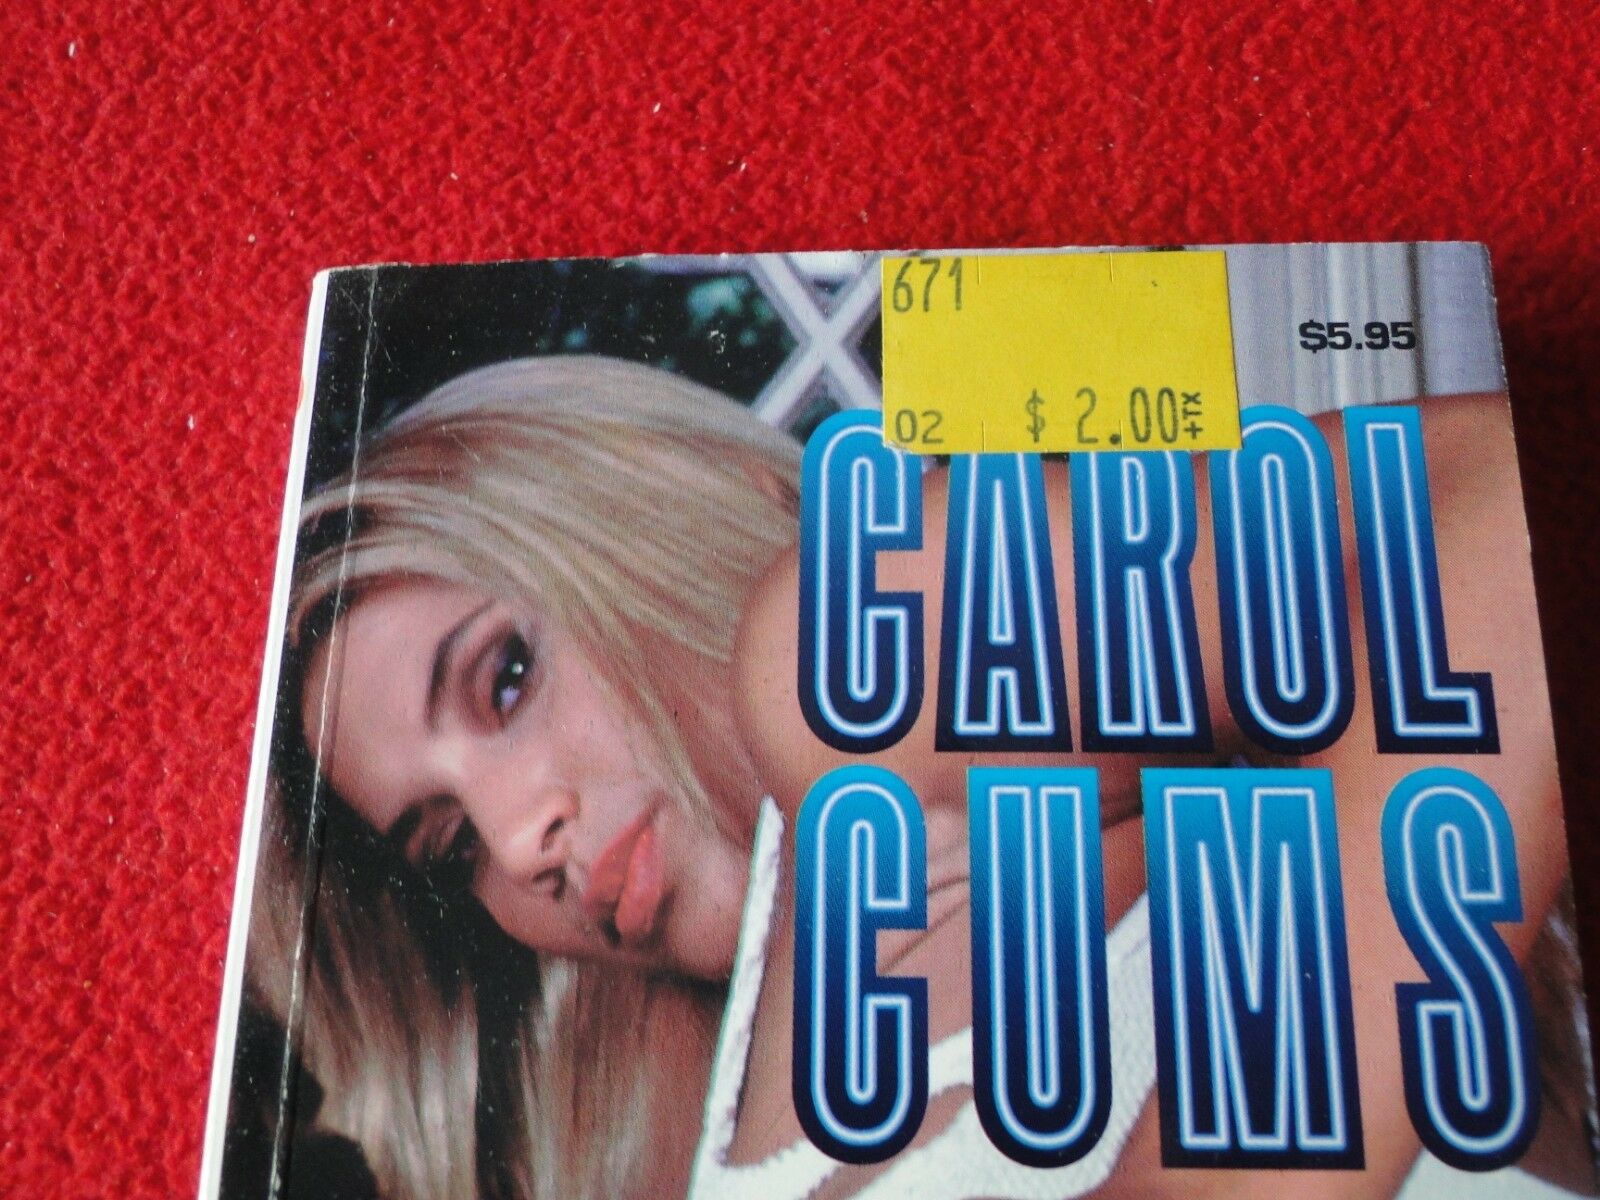 671
02 $ 2.00 +TX
$5.95
CAROL
CUMS